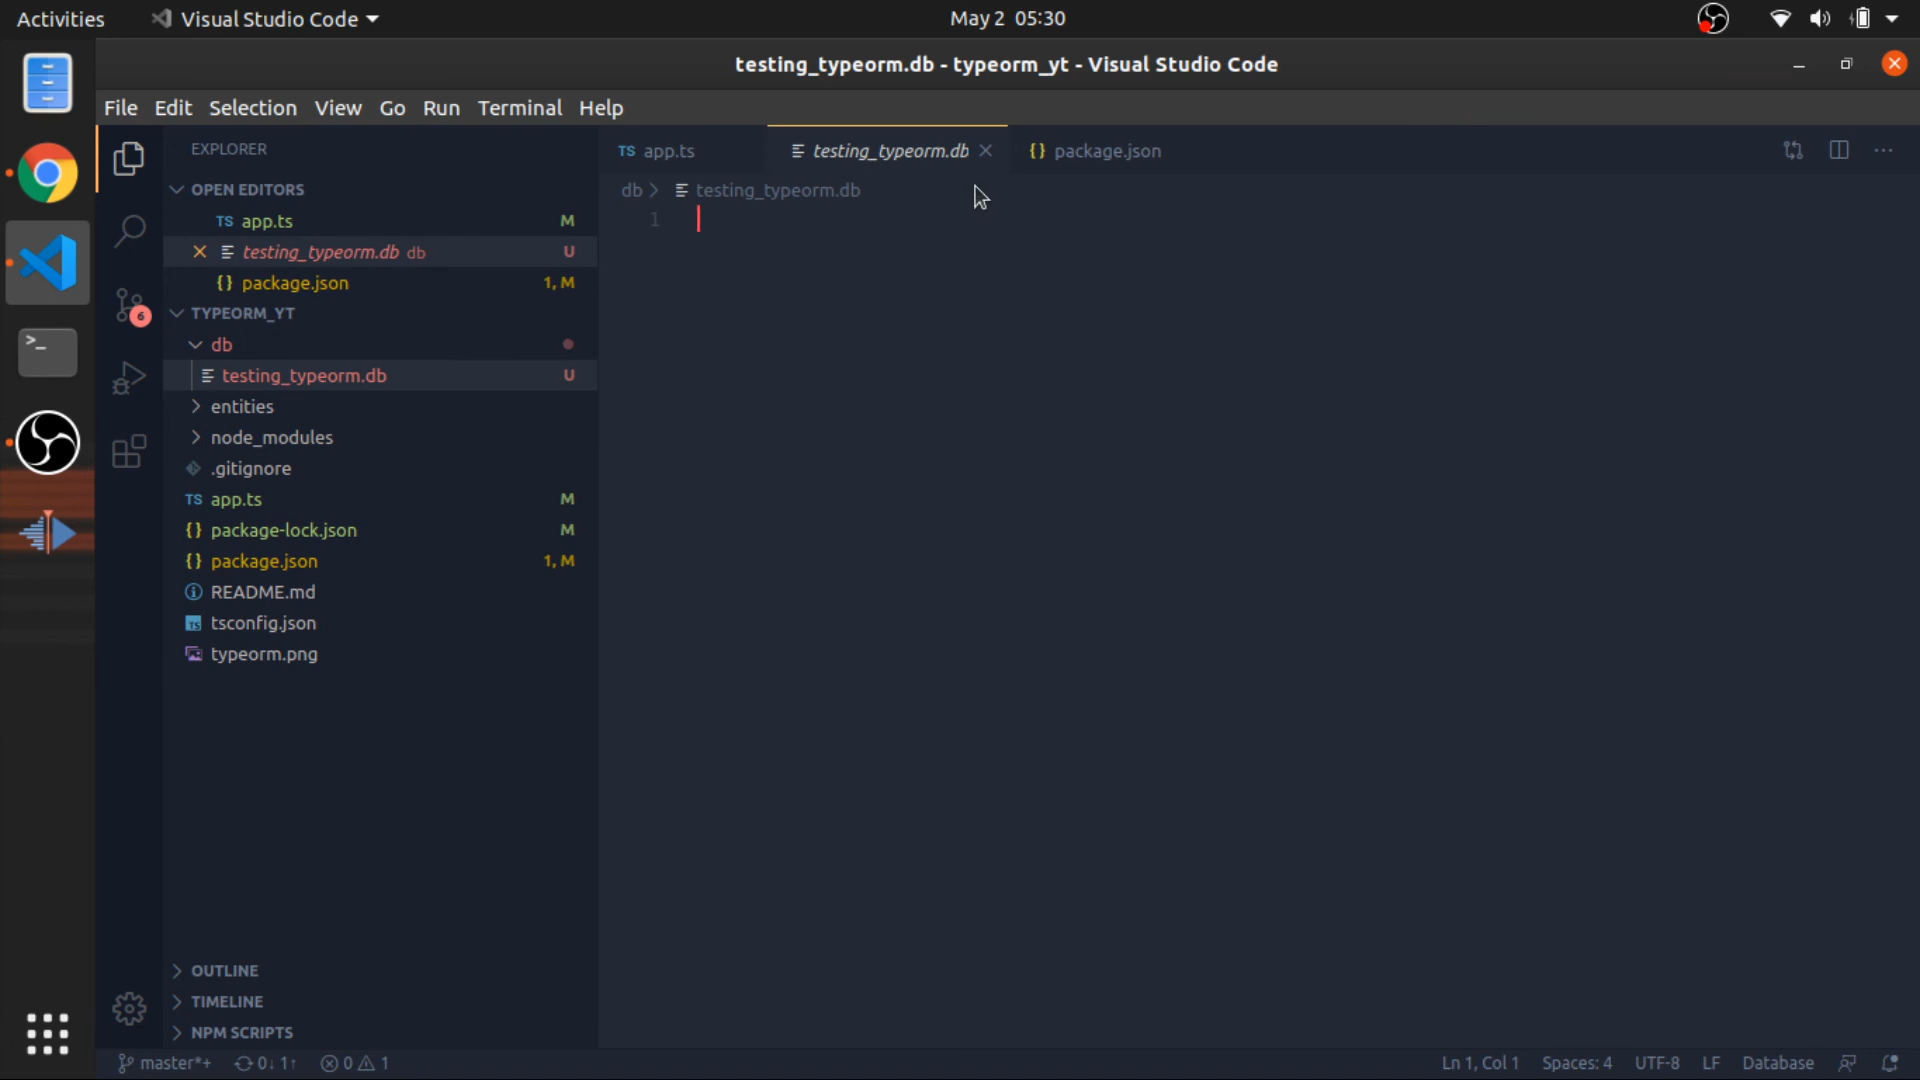 Activities
Visual Studio Code
May 2 05:30
testing_typeorm.db - typeorm_yt - Visual Studio Code
File Edit Selection View Go Run Terminal Help
EXPLORER
OPEN EDITORS
TS app.ts M
testing_typeorm.db db U
{} package.json 1, M
TYPEORM_YT
db
testing_typeorm.db U
entities
node_modules
.gitignore
TS app.ts M
{} package-lock.json M
{} package.json 1, M
README.md
TS tsconfig.json
typeorm.png
OUTLINE
TIMELINE
NPM SCRIPTS
TS app.ts
testing_typeorm.db
{} package.json
db > testing_typeorm.db
1
6
>_
master*+ 0↓ 1↑ 0 1
Ln 1, Col 1 Spaces: 4 UTF-8 LF Database